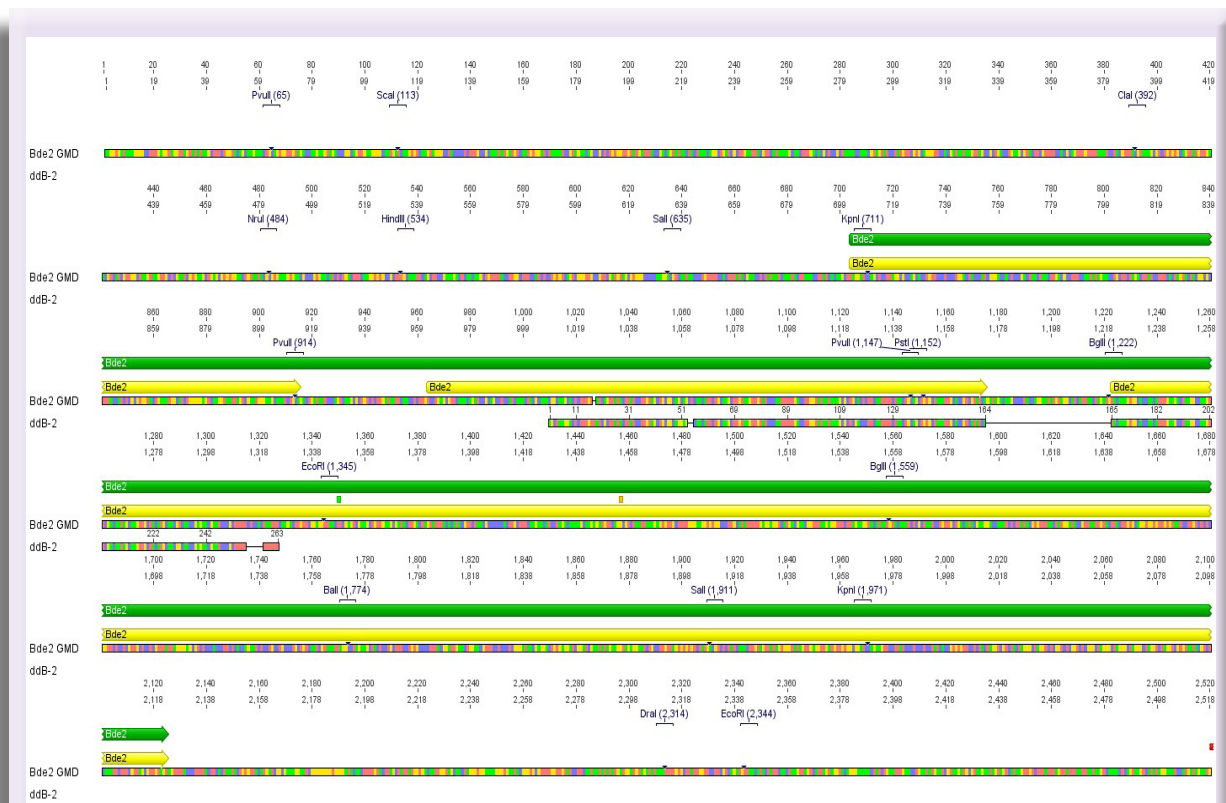 1 20 40 60 80 100 120 140 160 180 200 220 240 260 280 300 320 340 360 380 400 420
1 19 39 59 79 99 119 139 159 179 199 219 239 259 279 299 319 339 359 379 399 419
PvuII (65) ScaI (113) ClaI (392)
Bde2 GMD
ddB-2
440 460 480 500 520 540 560 580 600 620 640 660 680 700 720 740 760 780 800 820 840
439 459 479 499 519 539 559 579 599 619 639 659 679 699 719 739 759 779 799 819 839
NruI (484) HindIII (534) SalI (635) KpnI (711)
Bde2
Bde2
Bde2 GMD
ddB-2
860 880 900 920 940 960 980 1,000 1,020 1,040 1,060 1,080 1,100 1,120 1,140 1,160 1,180 1,200 1,220 1,240 1,260
859 879 899 919 939 959 979 999 1,019 1,038 1,058 1,078 1,098 1,118 1,138 1,158 1,178 1,198 1,218 1,238 1,258
PvuII (914) PvuII (1,147) PstI (1,152) BglI (1,222)
Bde2
Bde2 Bde2 Bde2
Bde2 GMD
1 11 31 51 69 89 109 129 164 165 182 202
ddB-2
1,280 1,300 1,320 1,340 1,360 1,380 1,400 1,420 1,440 1,460 1,480 1,500 1,520 1,540 1,560 1,580 1,600 1,620 1,640 1,660 1,680
1,278 1,298 1,318 1,338 1,358 1,378 1,398 1,418 1,438 1,458 1,478 1,498 1,518 1,538 1,558 1,578 1,598 1,618 1,638 1,658 1,678
EcoRI (1,345) BglI (1,559)
Bde2
Bde2
Bde2 GMD
222 242 263
ddB-2
1,700 1,720 1,740 1,760 1,780 1,800 1,820 1,840 1,860 1,880 1,900 1,920 1,940 1,960 1,980 2,000 2,020 2,040 2,060 2,080 2,100
1,698 1,718 1,738 1,758 1,778 1,798 1,818 1,838 1,858 1,878 1,898 1,918 1,938 1,958 1,978 1,998 2,018 2,038 2,058 2,078 2,098
BalI (1,774) SalI (1,911) KpnI (1,971)
Bde2
Bde2
Bde2 GMD
ddB-2
2,120 2,140 2,160 2,180 2,200 2,220 2,240 2,260 2,280 2,300 2,320 2,340 2,360 2,380 2,400 2,420 2,440 2,460 2,480 2,500 2,520
2,118 2,138 2,158 2,178 2,198 2,218 2,238 2,258 2,278 2,298 2,318 2,338 2,358 2,378 2,398 2,418 2,438 2,458 2,478 2,498 2,518
DraI (2,314) EcoRI (2,344)
Bde2
Bde2
Bde2 GMD
ddB-2